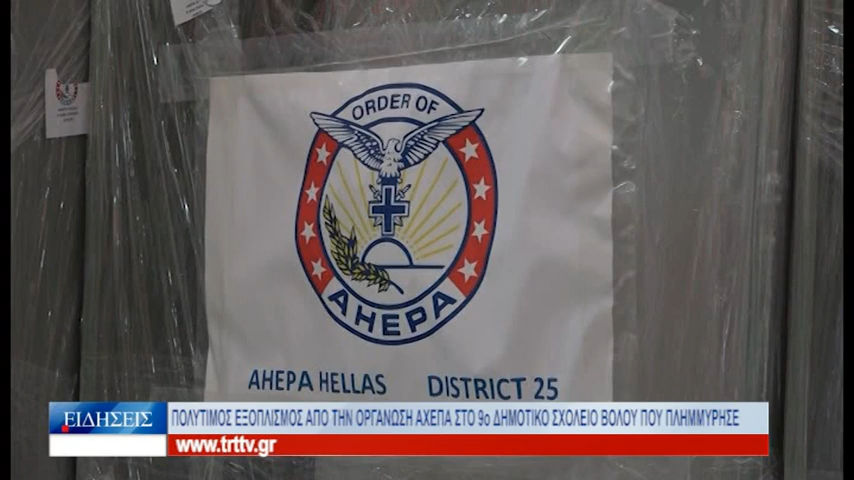 ORDER OF
AHEPA
AHEPA HELLAS DISTRICT 25
ΕΙΔΗΣΕΙΣ
ΠΟΛΥΤΙΜΟΣ ΕΞΟΠΛΙΣΜΟΣ ΑΠΟ ΤΗΝ ΟΡΓΑΝΩΣΗ ΑΧΕΠΑ ΣΤΟ 9ο ΔΗΜΟΤΙΚΟ ΣΧΟΛΕΙΟ ΒΟΛΟΥ ΠΟΥ ΠΛΗΜΜΥΡΗΣΕ
www.trttv.gr